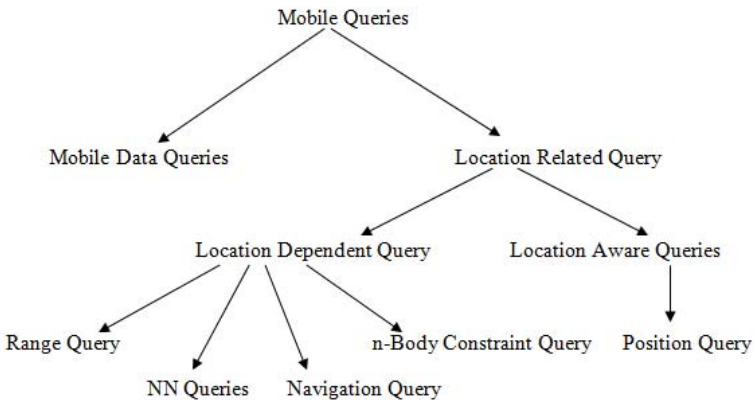 Mobile Queries
Mobile Data Queries
Location Related Query
Location Dependent Query
Location Aware Queries
Range Query
n-Body Constraint Query
Position Query
NN Queries
Navigation Query